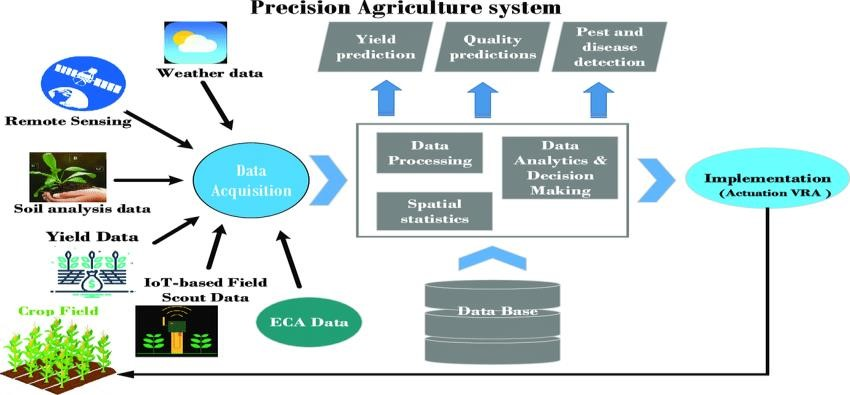 Precision Agriculture system
Yield
prediction
Quality
predictions
Pest and
disease
detection
Weather data
Remote Sensing
Data
Acquisition
Data
Processing
Data
Analytics &
Decision
Making
Spatial
statistics
Implementation
(Actuation VRA )
Soil analysis data
Yield Data
$
IoT-based Field
Scout Data
ECA Data
Data Base
Crop Field